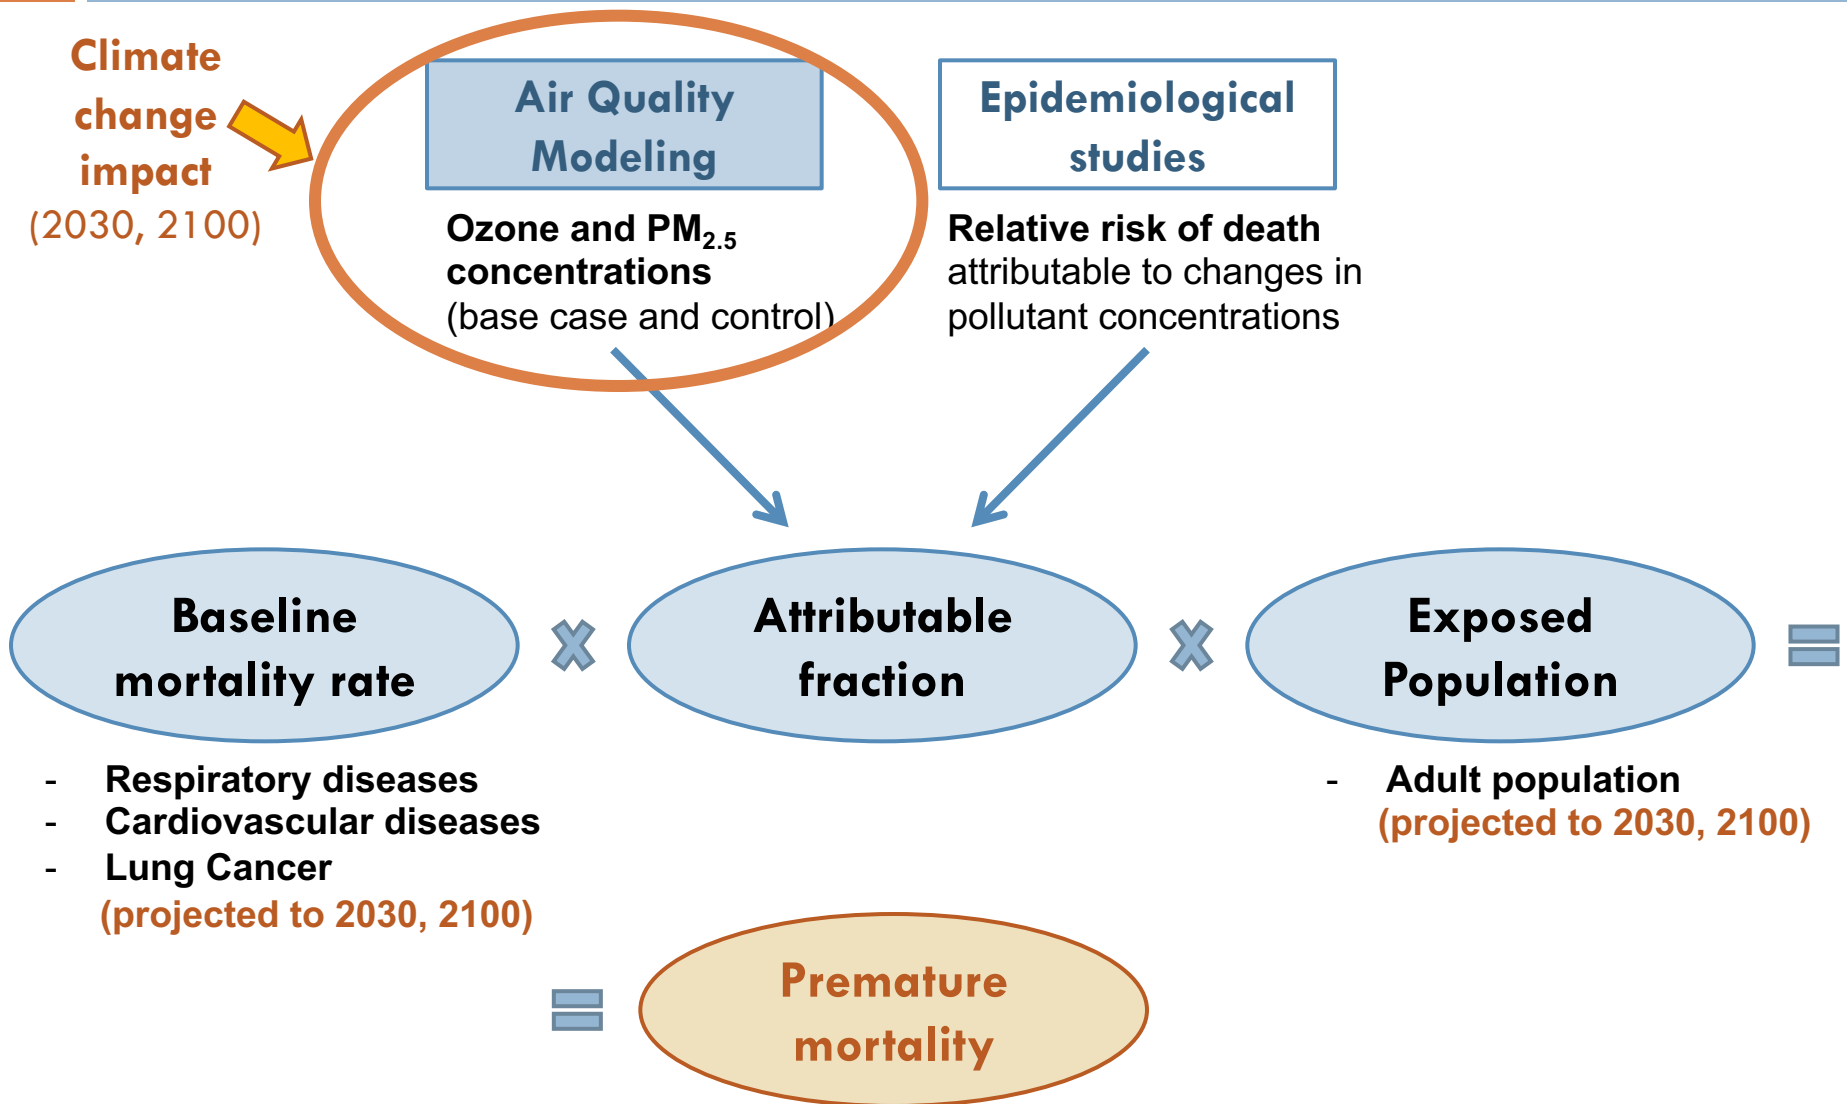 Climate
change
impact
(2030, 2100)
Air Quality
Modeling
Ozone and PM2.5
concentrations
(base case and control)
Epidemiological
studies
Relative risk of death
attributable to changes in
pollutant concentrations
Baseline
mortality rate
Attributable
fraction
Exposed
Population
- Respiratory diseases
- Cardiovascular diseases
- Lung Cancer
(projected to 2030, 2100)
- Adult population
(projected to 2030, 2100)
Premature
mortality